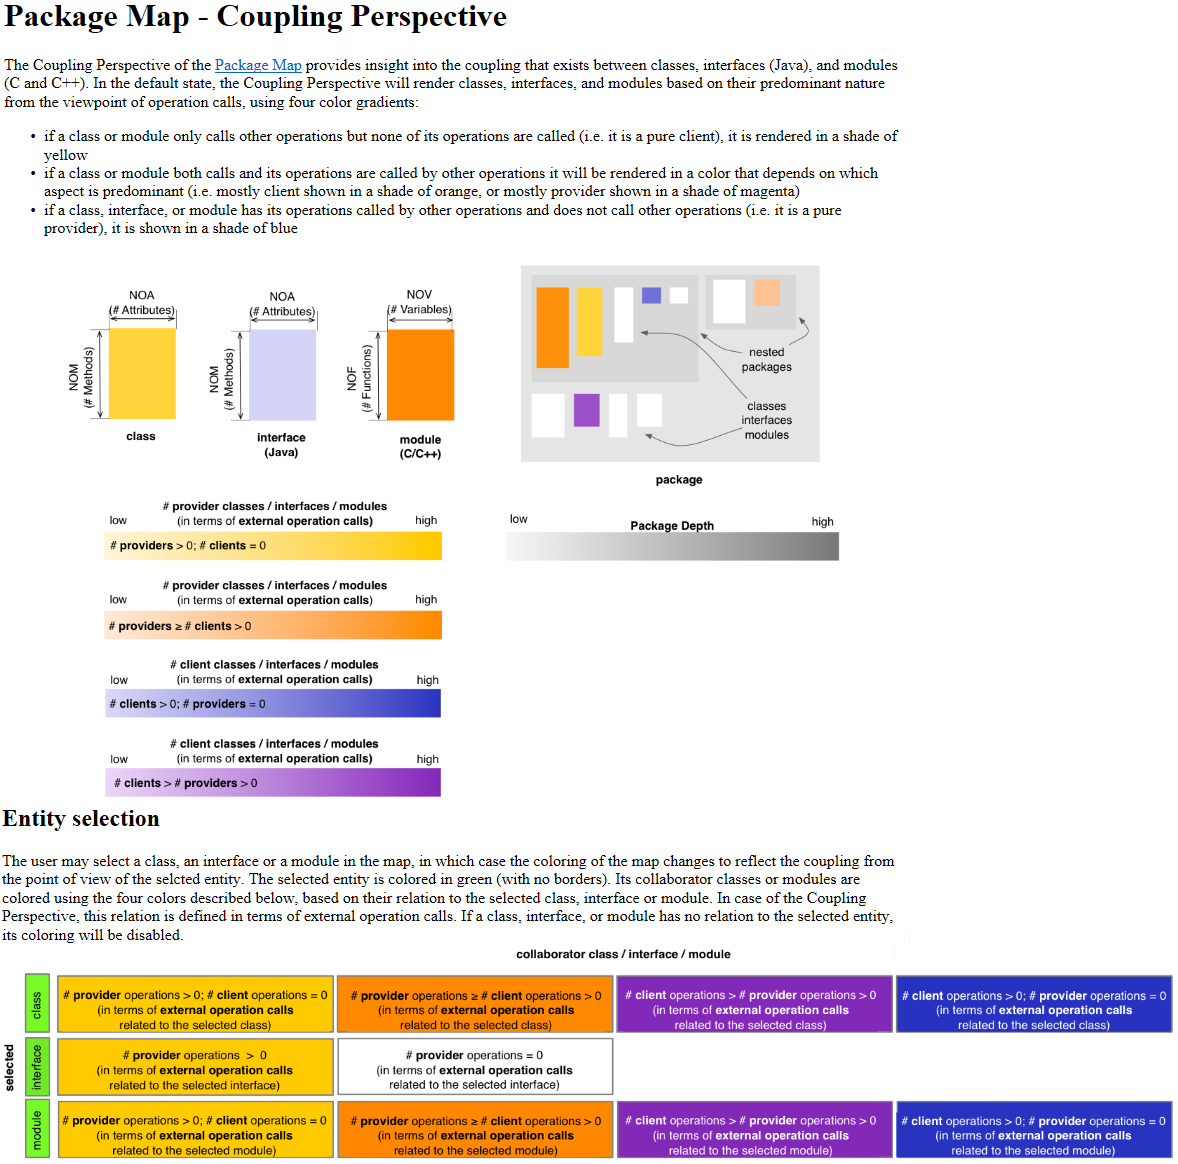 Package Map - Coupling Perspective
The Coupling Perspective of the Package Map provides insight into the coupling that exists between classes, interfaces (Java), and modules
(C and C++). In the default state, the Coupling Perspective will render classes, interfaces, and modules based on their predominant nature
from the viewpoint of operation calls, using four color gradients:
• if a class or module only calls other operations but none of its operations are called (i.e. it is a pure client), it is rendered in a shade of
yellow
• if a class or module both calls and its operations are called by other operations it will be rendered in a color that depends on which
aspect is predominant (i.e. mostly client shown in a shade of orange, or mostly provider shown in a shade of magenta)
• if a class, interface, or module has its operations called by other operations and does not call other operations (i.e. it is a pure
provider), it is shown in a shade of blue
NOA
(# Attributes)
NOM
(# Methods)
class
NOA
(# Attributes)
NOM
(# Methods)
interface
(Java)
NOV
(# Variables)
NOF
(# Functions)
module
(C/C++)
nested
packages
classes
interfaces
modules
package
# provider classes / interfaces / modules
low (in terms of external operation calls) high
# providers > 0; # clients = 0
low Package Depth high
# provider classes / interfaces / modules
low (in terms of external operation calls) high
# providers ≥ # clients > 0
# client classes / interfaces / modules
low (in terms of external operation calls) high
# clients > 0; # providers = 0
# client classes / interfaces / modules
low (in terms of external operation calls) high
# clients > # providers > 0
Entity selection
The user may select a class, an interface or a module in the map, in which case the coloring of the map changes to reflect the coupling from
the point of view of the selcted entity. The selected entity is colored in green (with no borders). Its collaborator classes or modules are
colored using the four colors described below, based on their relation to the selected class, interface or module. In case of the Coupling
Perspective, this relation is defined in terms of external operation calls. If a class, interface, or module has no relation to the selected entity,
its coloring will be disabled.
collaborator class / interface / module
selected
class
# provider operations > 0; # client operations = 0
(in terms of external operation calls
related to the selected class)
# provider operations ≥ # client operations > 0
(in terms of external operation calls
related to the selected class)
# client operations > # provider operations > 0
(in terms of external operation calls
related to the selected class)
# client operations > 0; # provider operations = 0
(in terms of external operation calls
related to the selected class)
interface
# provider operations > 0
(in terms of external operation calls
related to the selected interface)
# provider operations = 0
(in terms of external operation calls
related to the selected interface)
module
# provider operations > 0; # client operations = 0
(in terms of external operation calls
related to the selected module)
# provider operations ≥ # client operations > 0
(in terms of external operation calls
related to the selected module)
# client operations > # provider operations > 0
(in terms of external operation calls
related to the selected module)
# client operations > 0; # provider operations = 0
(in terms of external operation calls
related to the selected module)